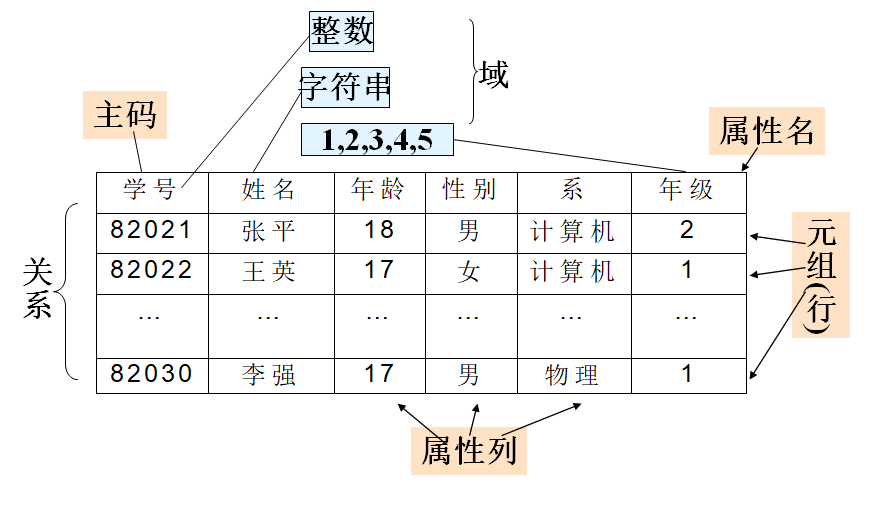 整数
字符串
域
1,2,3,4,5
主码
属性名
学号 姓名 年龄 性别 系 年级
82021 张平 18 男 计算机 2
82022 王英 17 女 计算机 1
… … … … … …
82030 李强 17 男 物理 1
关系
元组(行)
属性列